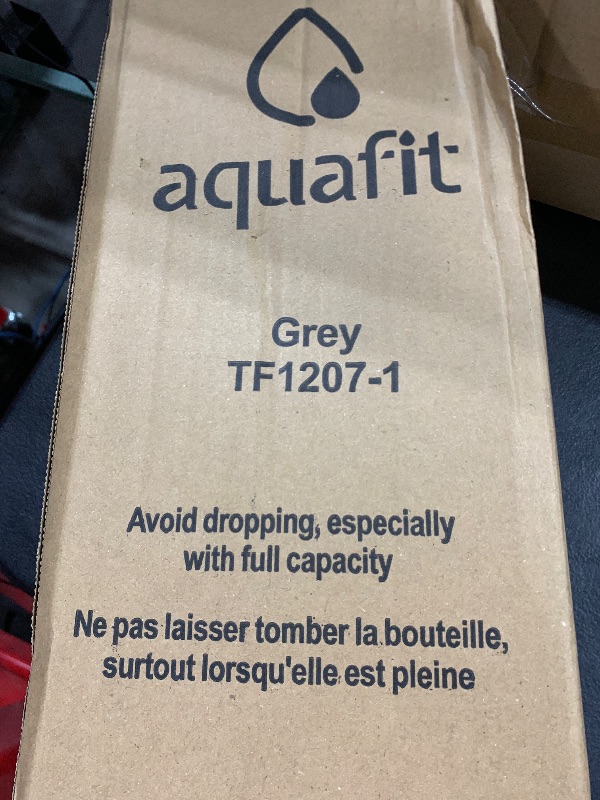 aquafit
Grey
TF1207-1
Avoid dropping, especially
with full capacity
Ne pas laisser tomber la bouteille,
surtout lorsqu'elle est pleine